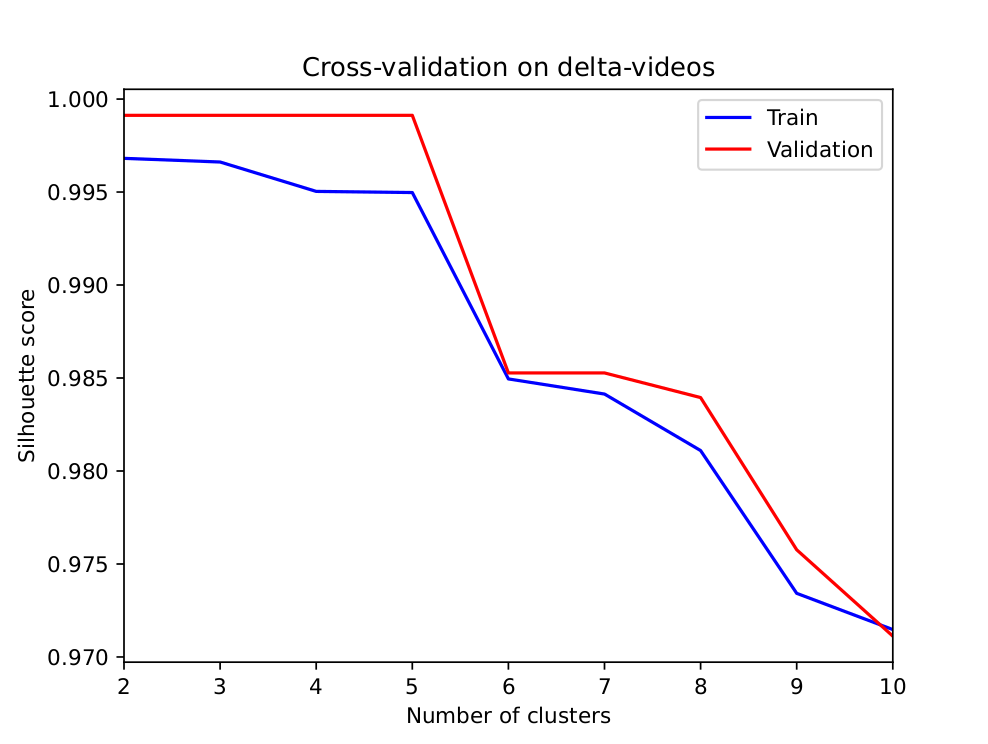 Cross-validation on delta-videos
Train
Validation
1.000
0.995
0.990
0.985
0.980
0.975
0.970
Silhouette score
2 3 4 5 6 7 8 9 10
Number of clusters